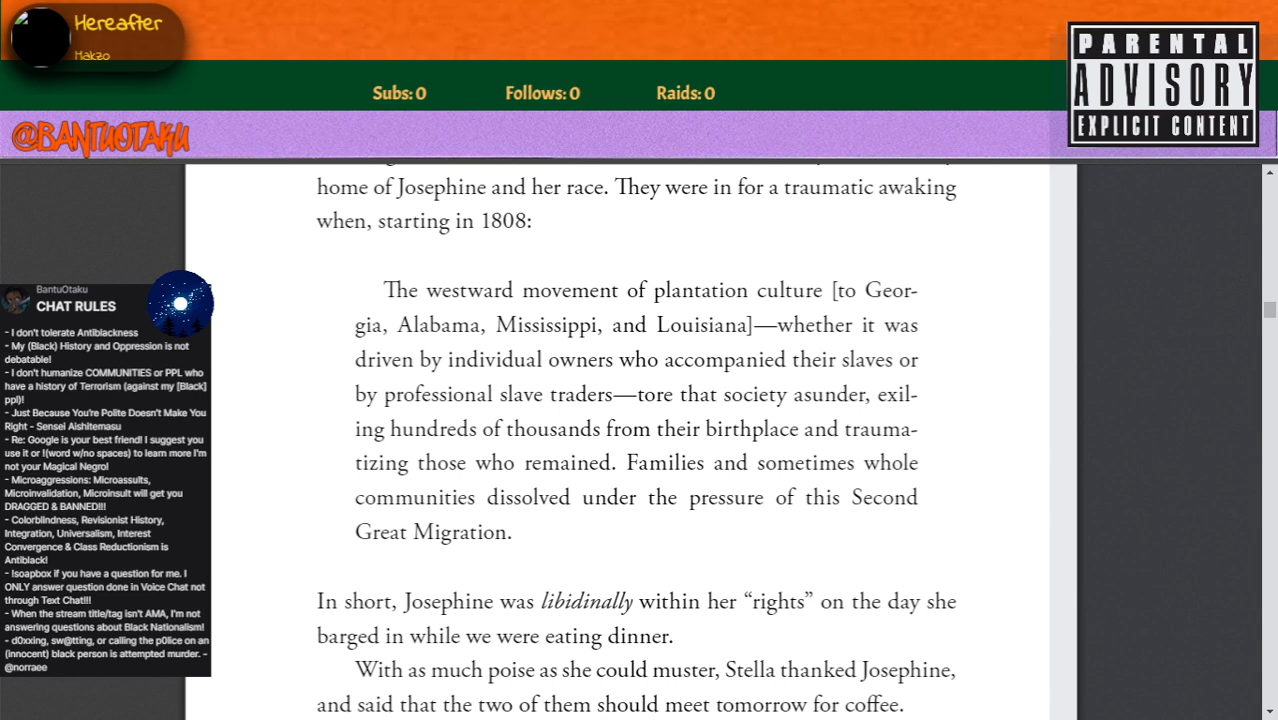 Hereafter
Makzo
PARENTAL
ADVISORY
EXPLICIT CONTENT
Subs: 0
Follows: 0
Raids: 0
@BANTUOTAKU
home of Josephine and her race. They were in for a traumatic awaking
when, starting in 1808:
The westward movement of plantation culture [to Geor-
gia, Alabama, Mississippi, and Louisiana]—whether it was
driven by individual owners who accompanied their slaves or
by professional slave traders—tore that society asunder, exil-
ing hundreds of thousands from their birthplace and trauma-
tizing those who remained. Families and sometimes whole
communities dissolved under the pressure of this Second
Great Migration.
In short, Josephine was libidinally within her “rights” on the day she
barged in while we were eating dinner.
With as much poise as she could muster, Stella thanked Josephine,
and said that the two of them should meet tomorrow for coffee.
BantuOtaku
CHAT RULES
- I don't tolerate Antiblackness
- My (Black) History and Oppression is not
debatable!
- I don't humanize COMMUNITIES or PPL who
have a history of Terrorism (against my [Black]
ppl)!
- Just Because You're Polite Doesn't Make You
Right - Sensei Aishitemasu
- Re: Google is your best friend! I suggest you
use it or !(word w/no spaces) to learn more I'm
not your Magical Negro!
- Microaggressions: Microassults,
Microinvalidation, Microinsult will get you
DRAGGED & BANNED!!!
- Colorblindness, Revisionist History,
Integration, Universalism, Interest
Convergence & Class Reductionism is
Antiblack!
- !soapbox if you have a question for me. I
ONLY answer question done in Voice Chat not
through Text Chat!!!
- When the stream title/tag isn't AMA, I'm not
answering questions about Black Nationalism!
- d0xxing, sw@tting, or calling the p0lice on an
(innocent) black person is attempted murder. -
@norraee